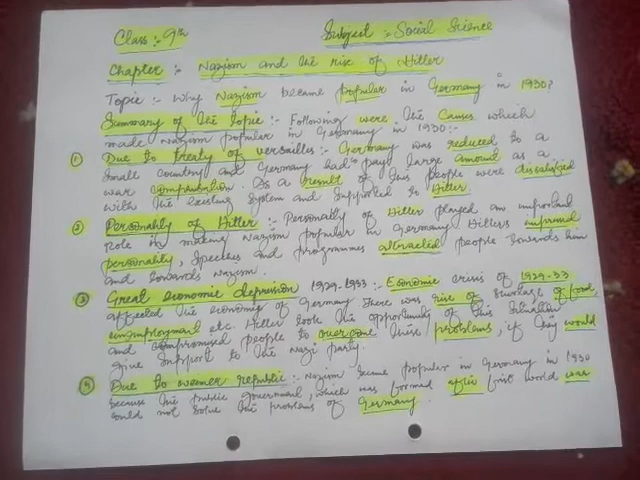 Class :- 9th Subject :- Social Science
Chapter :- Nazism and the rise of Hitler
Topic :- Why Nazism became popular in Germany in 1930?
Summary of the topic :- Following were the causes which
made Nazism popular in Germany in 1930 :-
① Due to treaty of versailles :- Germany was reduced to a
small country and Germany had to pay large amount as a
war . As a result of this people were dissatisfied
with the existing system and supported to Hitler.
② Personality of Hitler :- Personality of Hitler played an important
Role in making Nazism popular in Germany Hitler's
personality, Speeches and programmes attracted people towards him
and towards Nazism.
③ Great economic depression 1929-1933 :- Economic crisis of 1929-33
affected the economy of Germany there was rise of shortage of food,
unemployment etc. Hitler took the opportunity of this situation
and people to overcome these problems, if they would
give Support to the Nazi party.
⑤ Due to weimer republic :- Nazism became popular in Germany in 1930
because the public government, which was formed after first world war
could not solve the problems of Germany.